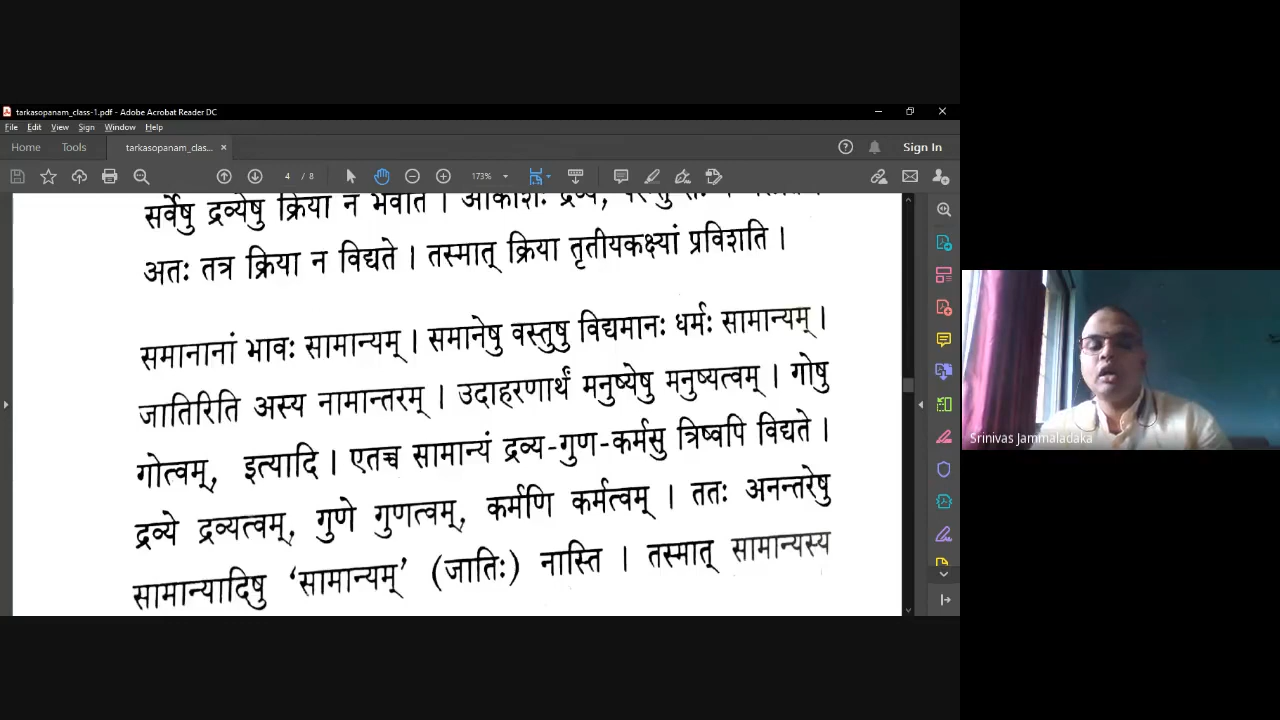 tarkasopanam_class-1.pdf - Adobe Acrobat Reader DC
File Edit View Sign Window Help
Home Tools tarkasopanam_clas... × Sign In
4 / 8 173%
सर्वेषु द्रव्येषु क्रिया न भवति ।
अतः तत्र क्रिया न विद्यते । तस्मात् क्रिया तृतीयकक्ष्यां प्रविशति ।
समानानां भावः सामान्यम् । समानेषु वस्तुषु विद्यमानः धर्मः सामान्यम् ।
जातिरिति अस्य नामान्तरम् । उदाहरणार्थं मनुष्येषु मनुष्यत्वम् । गोषु
गोत्वम्, इत्यादि । एतच्च सामान्यं द्रव्य-गुण-कर्मसु त्रिष्वपि विद्यते ।
द्रव्ये द्रव्यत्वम्, गुणे गुणत्वम्, कर्मणि कर्मत्वम् । ततः अनन्तरेषु
सामान्यादिषु ‘सामान्यम्’ (जातिः) नास्ति । तस्मात् सामान्यस्य
Srinivas Jammaladaka